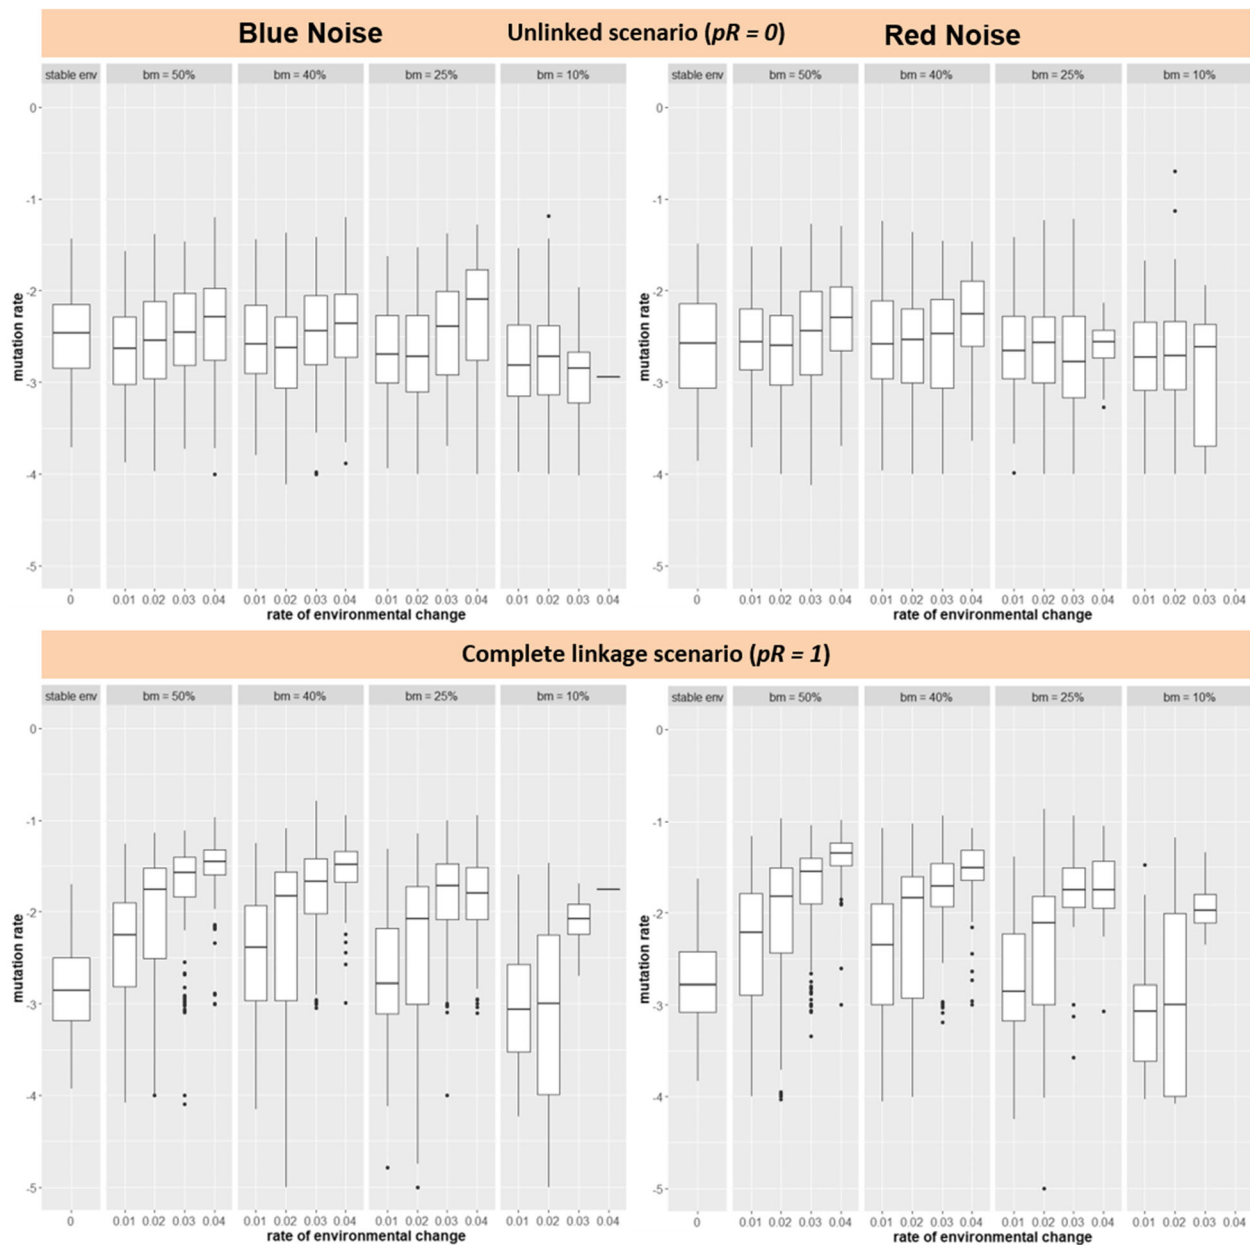 Blue Noise Unlinked scenario (pR = 0) Red Noise
stable env bm = 50% bm = 40% bm = 25% bm = 10% stable env bm = 50% bm = 40% bm = 25% bm = 10%
0 0
-1 -1
-2 -2
-3 -3
-4 -4
-5 -5
mutation rate mutation rate
0 0.01 0.02 0.03 0.04 0.01 0.02 0.03 0.04 0.01 0.02 0.03 0.04 0.01 0.02 0.03 0.04 0 0.01 0.02 0.03 0.04 0.01 0.02 0.03 0.04 0.01 0.02 0.03 0.04 0.01 0.02 0.03 0.04
rate of environmental change rate of environmental change
Complete linkage scenario (pR = 1)
stable env bm = 50% bm = 40% bm = 25% bm = 10% stable env bm = 50% bm = 40% bm = 25% bm = 10%
0 0
-1 -1
-2 -2
-3 -3
-4 -4
-5 -5
mutation rate mutation rate
0 0.01 0.02 0.03 0.04 0.01 0.02 0.03 0.04 0.01 0.02 0.03 0.04 0.01 0.02 0.03 0.04 0 0.01 0.02 0.03 0.04 0.01 0.02 0.03 0.04 0.01 0.02 0.03 0.04 0.01 0.02 0.03 0.04
rate of environmental change rate of environmental change